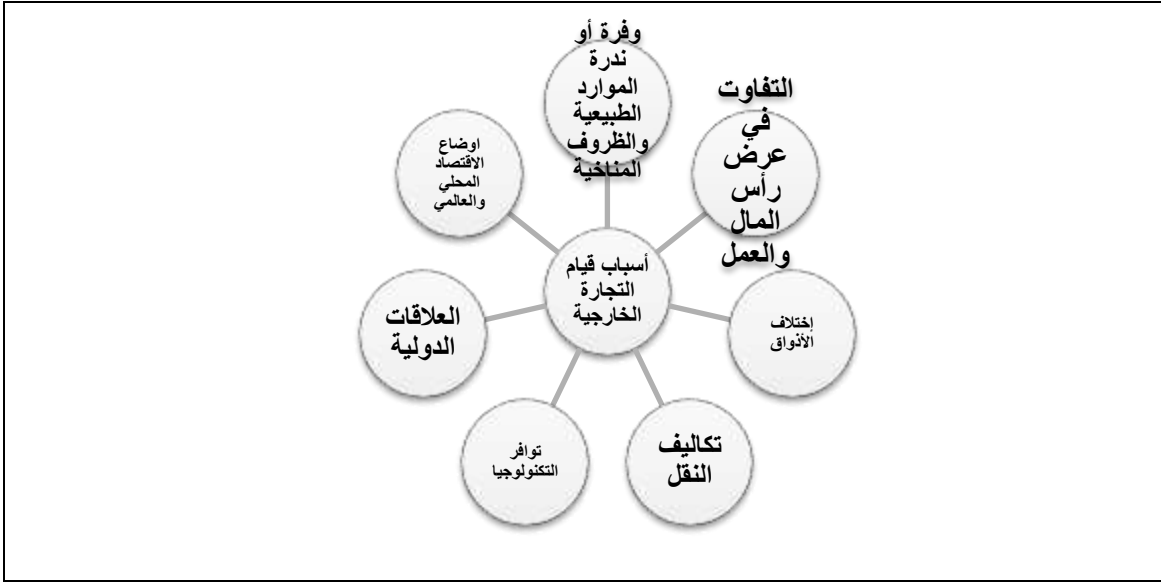 وفرة أو
ندرة
الموارد
الطبيعية
والظروف
المناخية
التفاوت
في
عرض
رأس
المال
والعمل
إختلاف
الأذواق
تكاليف
النقل
توافر
التكنولوجيا
العلاقات
الدولية
اوضاع
الاقتصاد
المحلي
والعالمي
أسباب قيام
التجارة
الخارجية